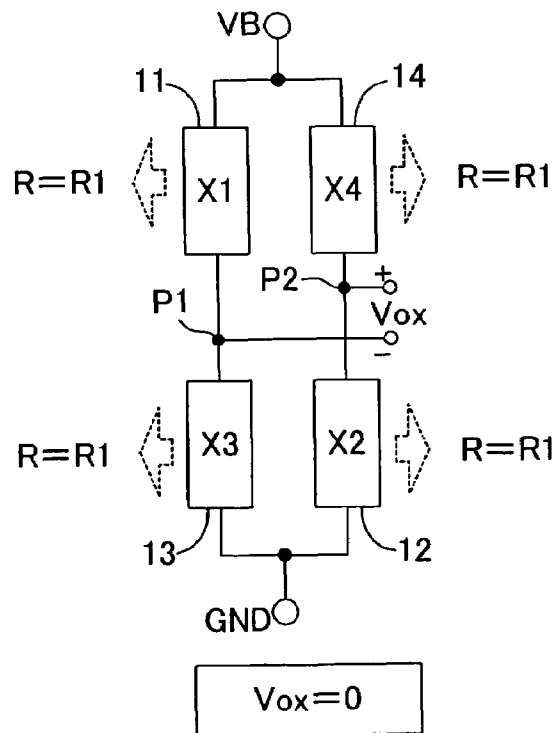 VB
11
14
R=R1
X1
X4
R=R1
P2
+
P1
Vox
−
R=R1
X3
X2
R=R1
13
12
GND
Vox=0